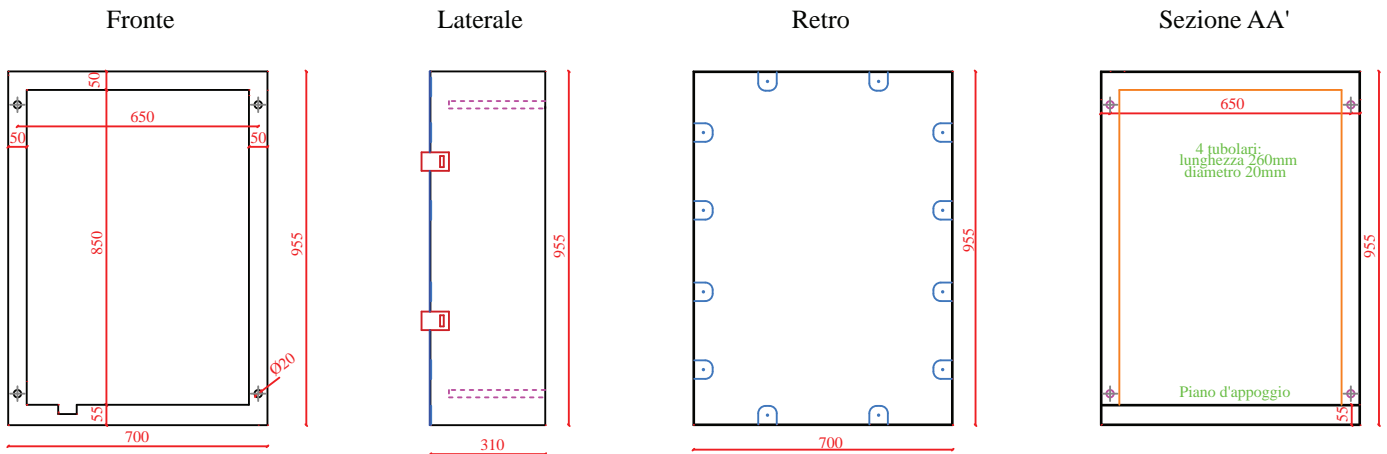 Fronte
Laterale
Retro
Sezione AA'
50
650
50
50
850
955
Ø20
55
700
955
310
955
700
650
4 tubolari:
lunghezza 260mm
diametro 20mm
955
Piano d'appoggio
55